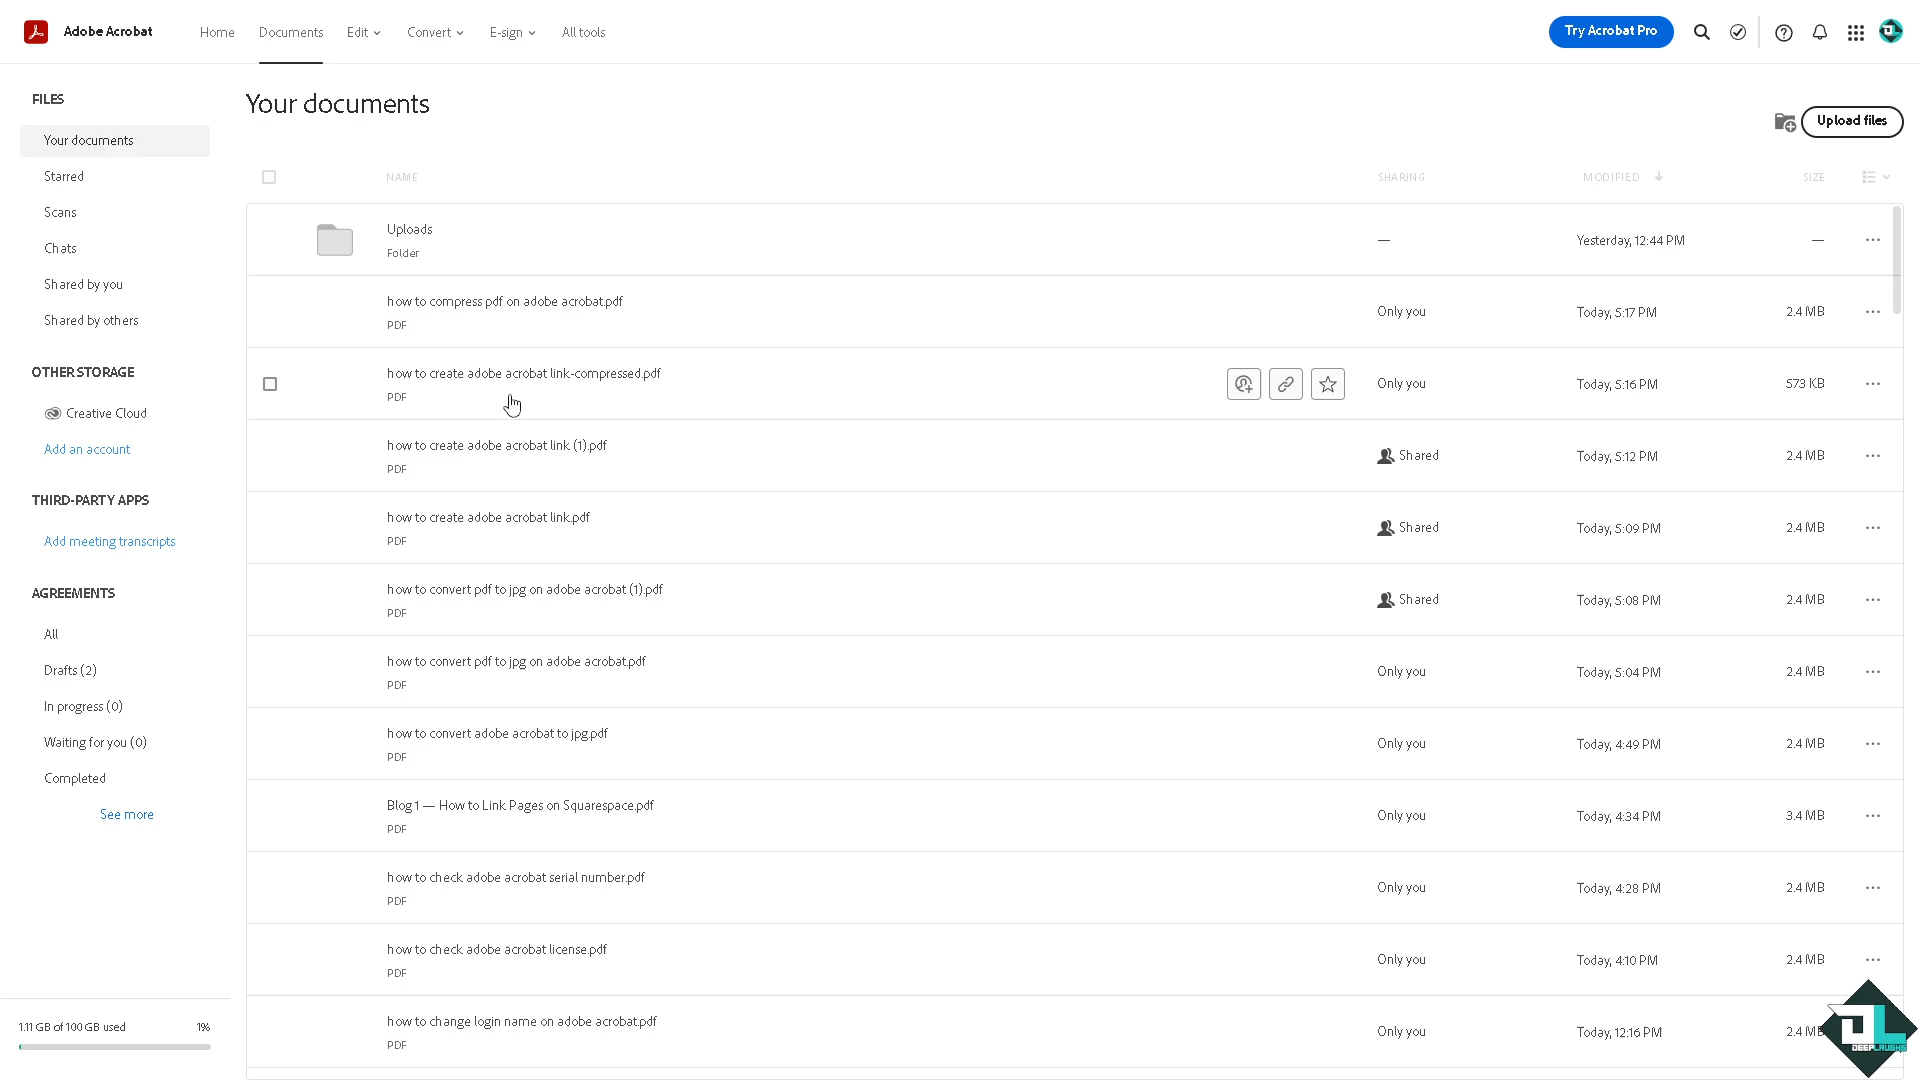 Adobe Acrobat
Home
Documents
Edit
Convert
E-sign
All tools
Try Acrobat Pro
FILES
Your documents
Starred
Scans
Chats
Shared by you
Shared by others
OTHER STORAGE
Creative Cloud
Add an account
THIRD-PARTY APPS
Add meeting transcripts
AGREEMENTS
All
Drafts (2)
In progress (0)
Waiting for you (0)
Completed
See more
1.11 GB of 100 GB used 1%
Your documents
Upload files
NAME SHARING MODIFIED SIZE
Uploads
Folder
— Yesterday, 12:44 PM —
how to compress pdf on adobe acrobat.pdf
PDF
Only you Today, 5:17 PM 2.4 MB
how to create adobe acrobat link-compressed.pdf
PDF
Only you Today, 5:16 PM 573 KB
how to create adobe acrobat link (1).pdf
PDF
Shared Today, 5:12 PM 2.4 MB
how to create adobe acrobat link.pdf
PDF
Shared Today, 5:09 PM 2.4 MB
how to convert pdf to jpg on adobe acrobat (1).pdf
PDF
Shared Today, 5:08 PM 2.4 MB
how to convert pdf to jpg on adobe acrobat.pdf
PDF
Only you Today, 5:04 PM 2.4 MB
how to convert adobe acrobat to jpg.pdf
PDF
Only you Today, 4:49 PM 2.4 MB
Blog 1 — How to Link Pages on Squarespace.pdf
PDF
Only you Today, 4:34 PM 3.4 MB
how to check adobe acrobat serial number.pdf
PDF
Only you Today, 4:28 PM 2.4 MB
how to check adobe acrobat license.pdf
PDF
Only you Today, 4:10 PM 2.4 MB
how to change login name on adobe acrobat.pdf
PDF
Only you Today, 12:16 PM 2.4 MB
DL
DEEPLAUGHS